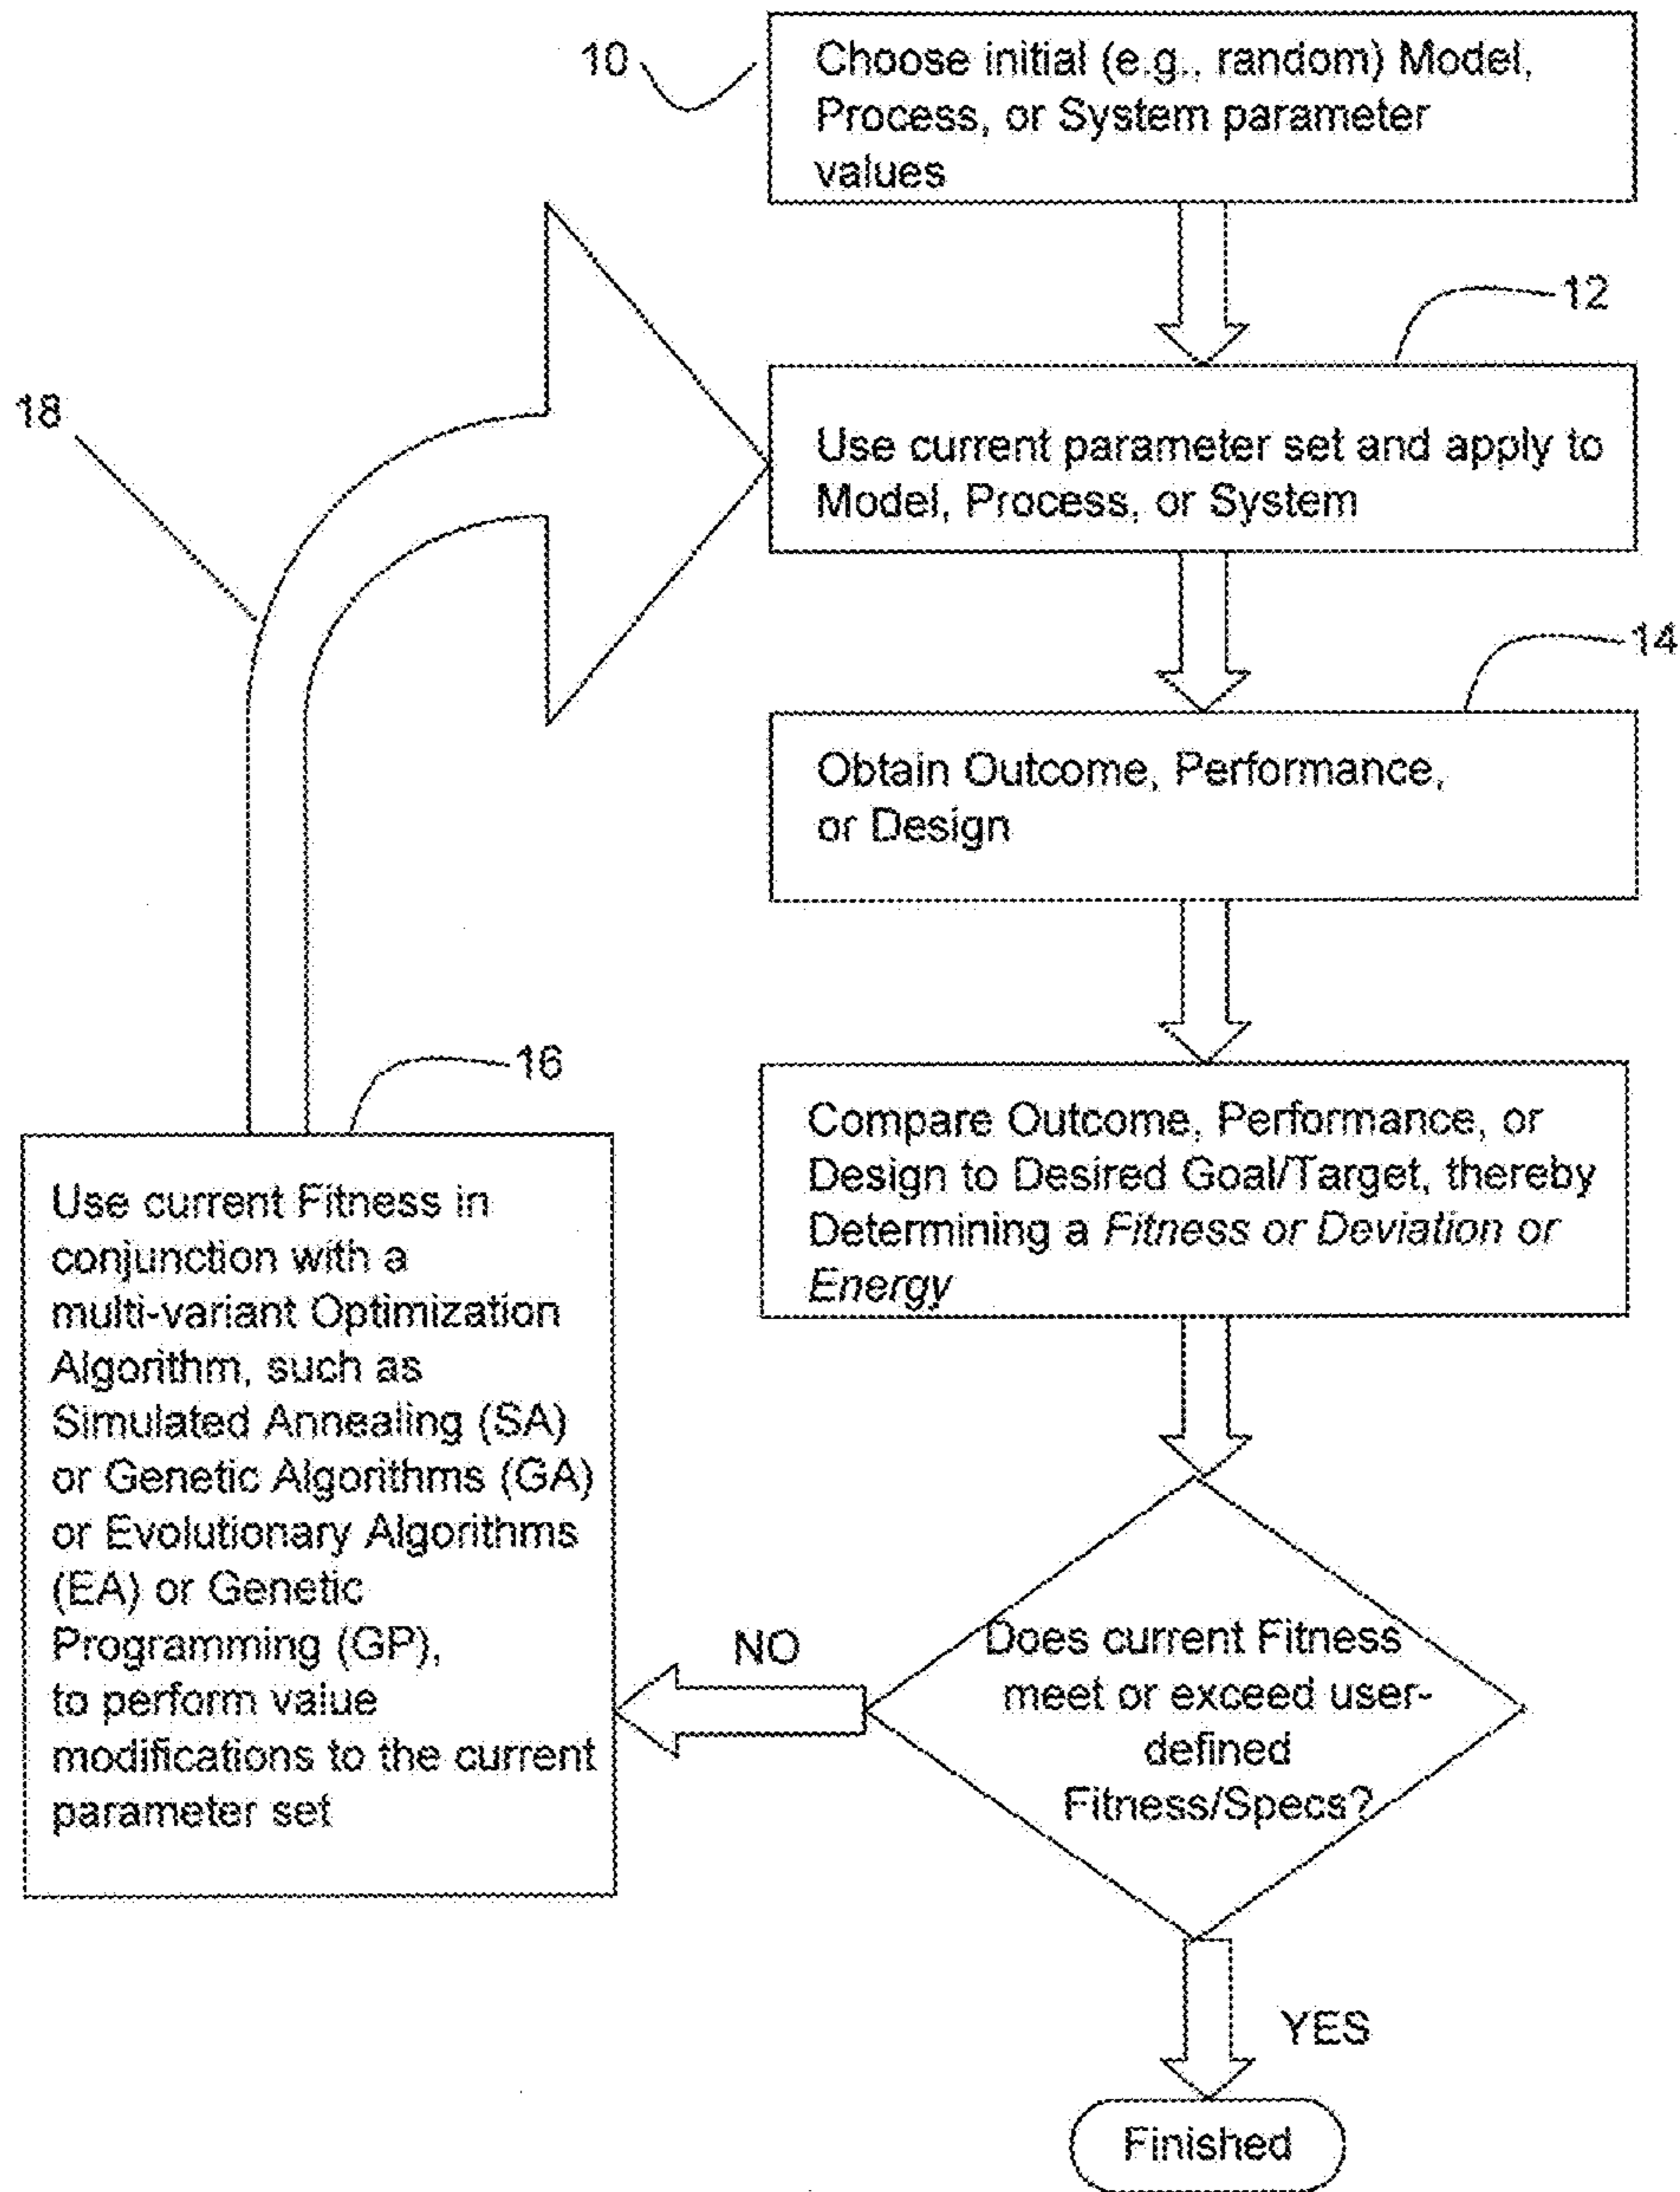 10
Choose initial (e.g., random) Model,
Process, or System parameter
values
12
18
Use current parameter set and apply to
Model, Process, or System
14
Obtain Outcome, Performance,
or Design
16
Compare Outcome, Performance, or
Design to Desired Goal/Target, thereby
Determining a Fitness or Deviation or
Energy
Use current Fitness in
conjunction with a
multi-variant Optimization
Algorithm, such as
Simulated Annealing (SA)
or Genetic Algorithms (GA)
or Evolutionary Algorithms
(EA) or Genetic
Programming (GP),
to perform value
modifications to the current
parameter set
NO
Does current Fitness
meet or exceed user-
defined
Fitness/Specs?
YES
Finished